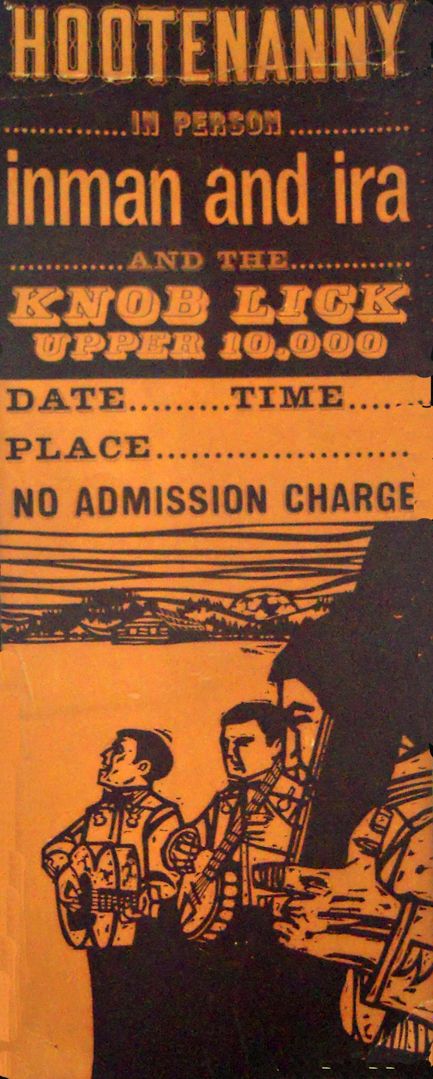 HOOTENANNY
............IN PERSON............
inman and ira
............AND THE............
KNOB LICK
UPPER 10,000
DATE.........TIME........
PLACE......................
NO ADMISSION CHARGE